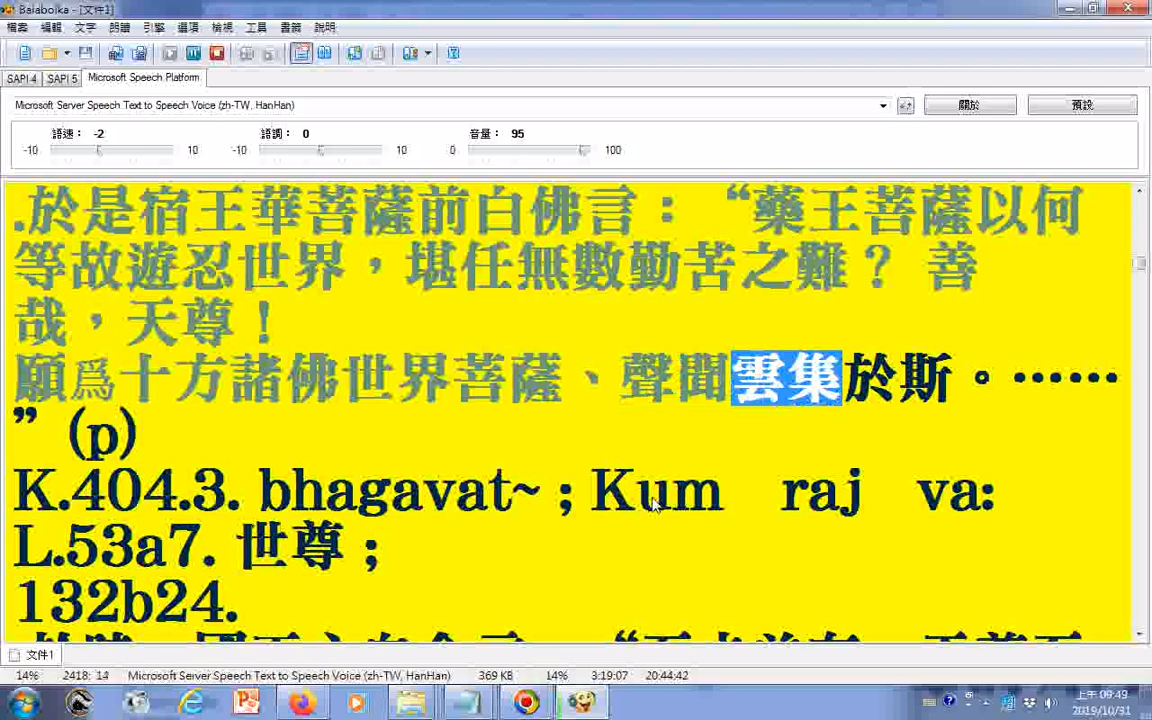 Balabolka - [文件1]
檔案 編輯 文字 朗讀 引擎 選項 檢視 工具 書籤 說明
SAPI 4 SAPI 5 Microsoft Speech Platform
Microsoft Server Speech Text to Speech Voice (zh-TW, HanHan) 關於 預設
語速： -2 語調： 0 音量： 95
-10 10 -10 10 0 100
.於是宿王華菩薩前白佛言：“藥王菩薩以何
等故遊忍世界，堪任無數勤苦之難？ 善
哉，天尊！
願爲十方諸佛世界菩薩、聲聞雲集於斯。……
” (p)
K.404.3. bhagavat~ ; Kum raj va:
L.53a7. 世尊；
132b24.
文件1
14% 2418: 14 Microsoft Server Speech Text to Speech Voice (zh-TW, HanHan) 369 KB 14% 3:19:07 20:44:42
上午 09:49
2019/10/31